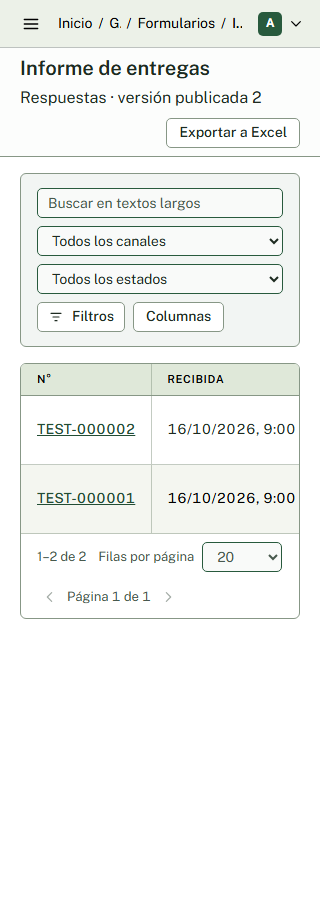 Inicio / G. / Formularios / I.. A
Informe de entregas
Respuestas · versión publicada 2
Exportar a Excel
Buscar en textos largos
Todos los canales
Todos los estados
Filtros Columnas
N° RECIBIDA
TEST-000002 16/10/2026, 9:00
TEST-000001 16/10/2026, 9:00
1–2 de 2 Filas por página 20
Página 1 de 1